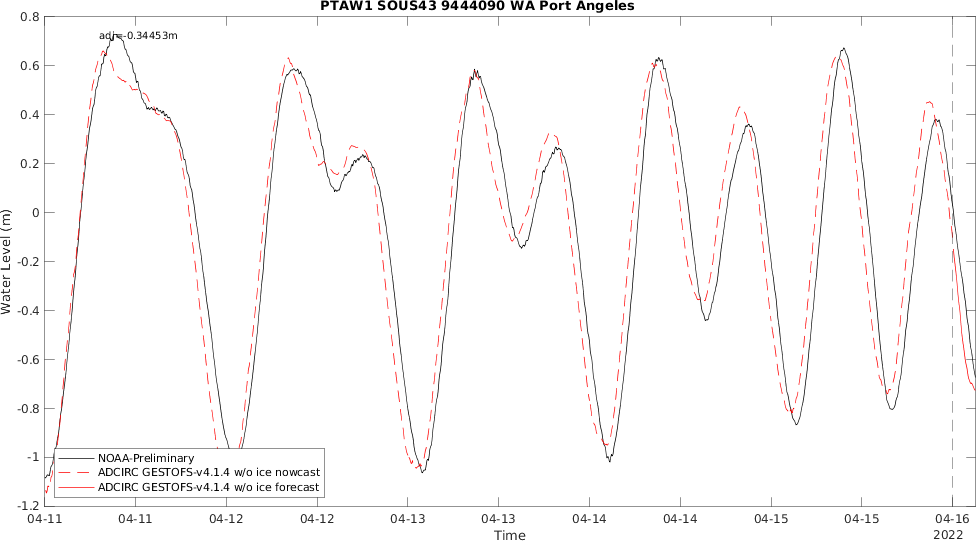 PTAW1 SOUS43 9444090 WA Port Angeles
adj=-0.34453m
Water Level (m)
0.8
0.6
0.4
0.2
0
-0.2
-0.4
-0.6
-0.8
-1
-1.2
NOAA-Preliminary
ADCIRC GESTOFS-v4.1.4 w/o ice nowcast
ADCIRC GESTOFS-v4.1.4 w/o ice forecast
04-11 04-11 04-12 04-12 04-13 04-13 04-14 04-14 04-15 04-15 04-16
Time
2022